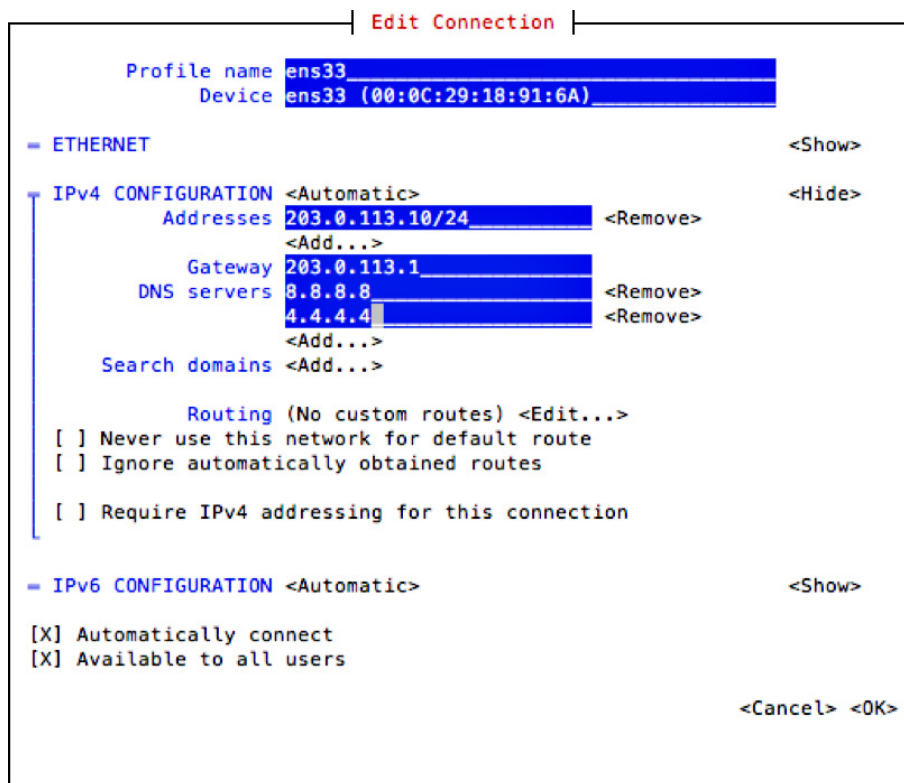 Edit Connection
Profile name ens33
Device ens33 (00:0C:29:18:91:6A)
= ETHERNET <Show>
IPv4 CONFIGURATION <Automatic> <Hide>
Addresses 203.0.113.10/24 <Remove>
<Add...>
Gateway 203.0.113.1
DNS servers 8.8.8.8 <Remove>
4.4.4.4 <Remove>
<Add...>
Search domains <Add...>
Routing (No custom routes) <Edit...>
[ ] Never use this network for default route
[ ] Ignore automatically obtained routes
[ ] Require IPv4 addressing for this connection
= IPv6 CONFIGURATION <Automatic> <Show>
[X] Automatically connect
[X] Available to all users
<Cancel> <OK>